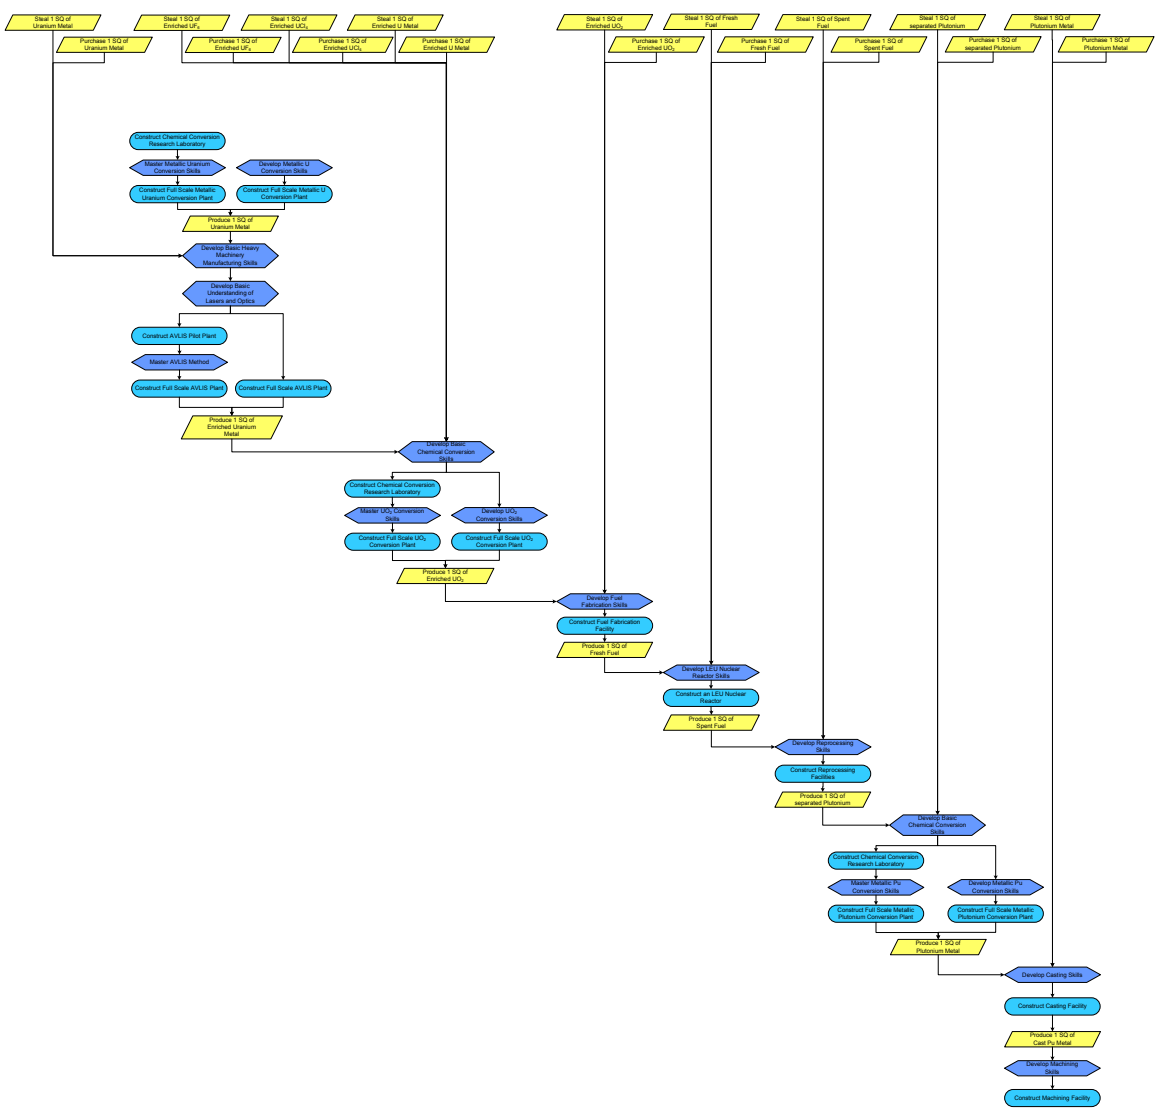 Steal 1 SQ of
Uranium Metal
Steal 1 SQ of
Enriched UF₄
Steal 1 SQ of
Enriched UCl₄
Steal 1 SQ of
Enriched U Metal
Steal 1 SQ of
Enriched UO₂
Steal 1 SQ of Fresh
Fuel
Steal 1 SQ of Spent
Fuel
Steal 1 SQ of
separated Plutonium
Steal 1 SQ of
Plutonium Metal
Purchase 1 SQ of
Uranium Metal
Purchase 1 SQ of
Enriched UF₄
Purchase 1 SQ of
Enriched UCl₄
Purchase 1 SQ of
Enriched U Metal
Purchase 1 SQ of
Enriched UO₂
Purchase 1 SQ of
Fresh Fuel
Purchase 1 SQ of
Spent Fuel
Purchase 1 SQ of
separated Plutonium
Purchase 1 SQ of
Plutonium Metal
Construct Chemical Conversion
Research Laboratory
Master Metallic Uranium
Conversion Skills
Develop Metallic U
Conversion Skills
Construct Full Scale Metallic
Uranium Conversion Plant
Construct Full Scale Metallic U
Conversion Plant
Produce 1 SQ of
Uranium Metal
Develop Basic Heavy
Machinery
Manufacturing Skills
Develop Basic
Understanding of
Lasers and Optics
Construct AVLIS Pilot Plant
Master AVLIS Method
Construct Full Scale AVLIS Plant
Construct Full Scale AVLIS Plant
Produce 1 SQ of
Enriched Uranium
Metal
Develop Basic
Chemical Conversion
Skills
Construct Chemical Conversion
Research Laboratory
Master UO₂ Conversion
Skills
Develop UO₂
Conversion Skills
Construct Full Scale UO₂
Conversion Plant
Construct Full Scale UO₂
Conversion Plant
Produce 1 SQ of
Enriched UO₂
Develop Fuel
Fabrication Skills
Construct Fuel Fabrication
Facility
Produce 1 SQ of
Fresh Fuel
Develop LEU Nuclear
Reactor Skills
Construct an LEU Nuclear
Reactor
Produce 1 SQ of
Spent Fuel
Develop Reprocessing
Skills
Construct Reprocessing
Facilities
Produce 1 SQ of
separated Plutonium
Develop Basic
Chemical Conversion
Skills
Construct Chemical Conversion
Research Laboratory
Master Metallic Pu
Conversion Skills
Develop Metallic Pu
Conversion Skills
Construct Full Scale Metallic
Plutonium Conversion Plant
Construct Full Scale Metallic
Plutonium Conversion Plant
Produce 1 SQ of
Plutonium Metal
Develop Casting Skills
Construct Casting Facility
Produce 1 SQ of
Cast Pu Metal
Develop Machining
Skills
Construct Machining Facility